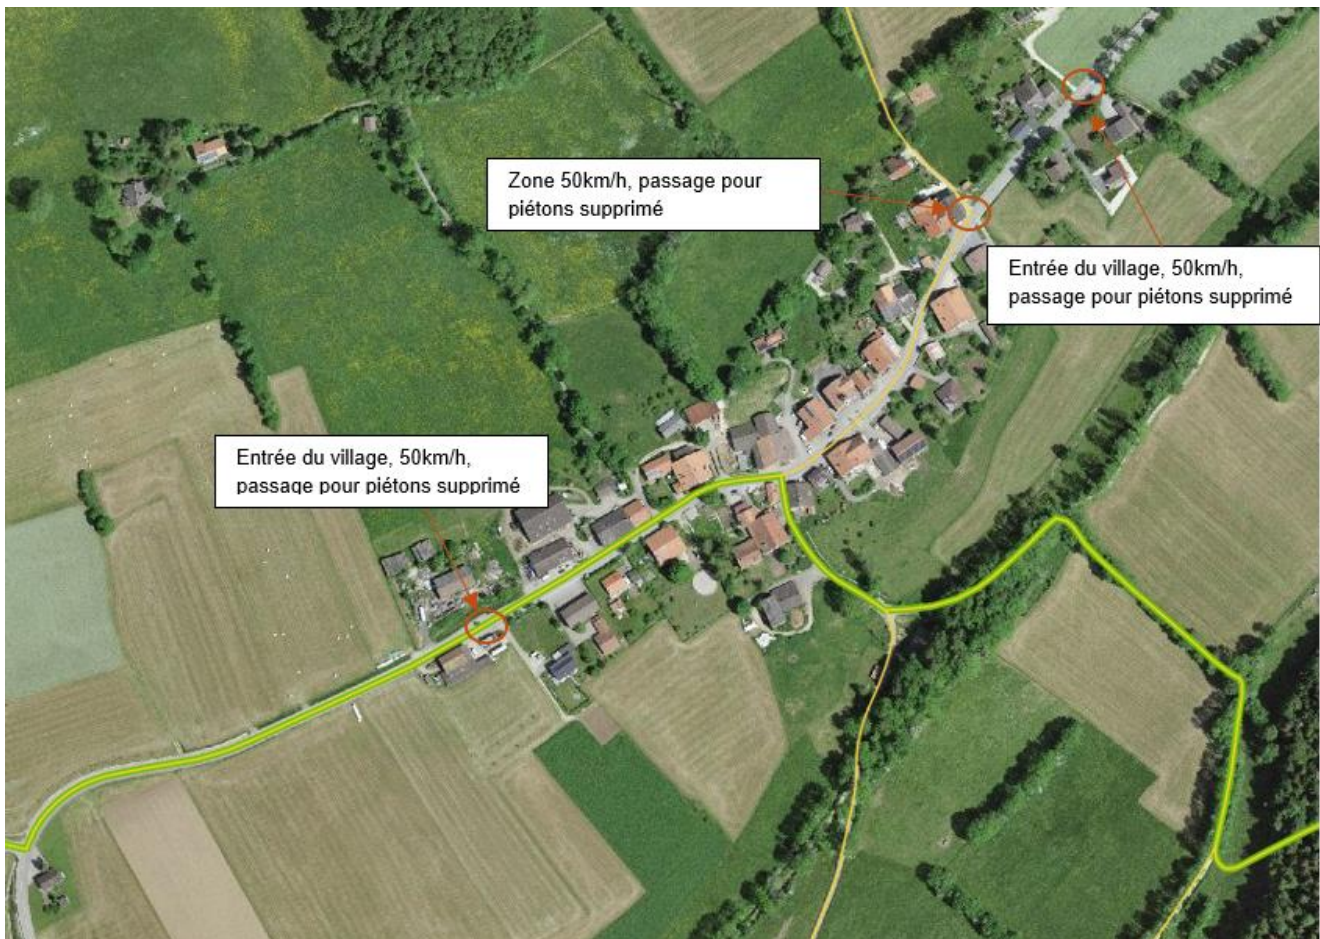 Zone 50km/h, passage pour
piétons supprimé
Entrée du village, 50km/h,
passage pour piétons supprimé
Entrée du village, 50km/h,
passage pour piétons supprimé